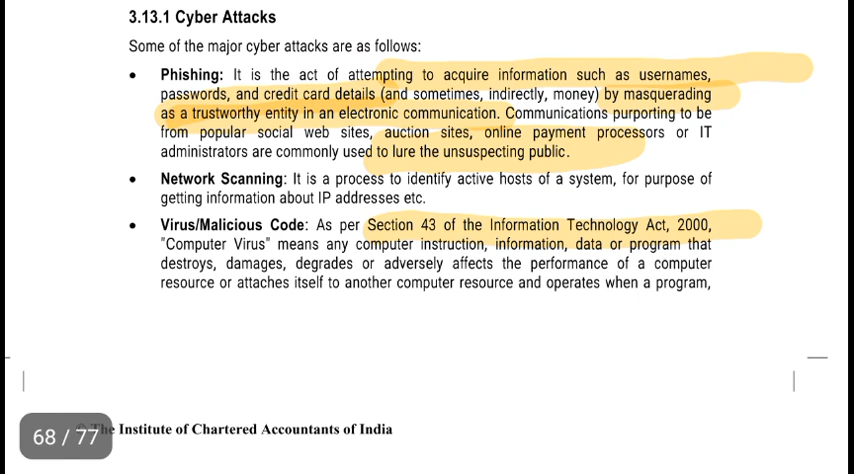 3.13.1 Cyber Attacks
Some of the major cyber attacks are as follows:
• Phishing: It is the act of attempting to acquire information such as usernames,
passwords, and credit card details (and sometimes, indirectly, money) by masquerading
as a trustworthy entity in an electronic communication. Communications purporting to be
from popular social web sites, auction sites, online payment processors or IT
administrators are commonly used to lure the unsuspecting public.
• Network Scanning: It is a process to identify active hosts of a system, for purpose of
getting information about IP addresses etc.
• Virus/Malicious Code: As per Section 43 of the Information Technology Act, 2000,
"Computer Virus" means any computer instruction, information, data or program that
destroys, damages, degrades or adversely affects the performance of a computer
resource or attaches itself to another computer resource and operates when a program,
© The Institute of Chartered Accountants of India
68 / 77